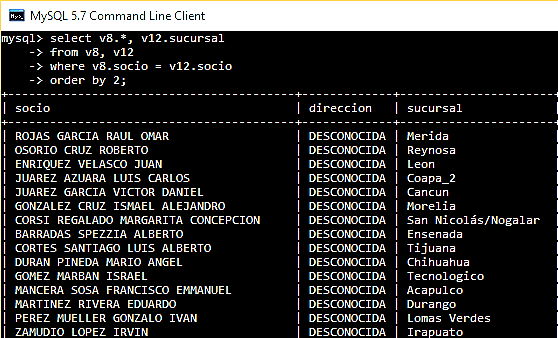 MySQL 5.7 Command Line Client
mysql> select v8.*, v12.sucursal
-> from v8, v12
-> where v8.socio = v12.socio
-> order by 2;
+---------------------------------------+-------------+----------------------
| socio | direccion | sucursal
+---------------------------------------+-------------+----------------------
| ROJAS GARCIA RAUL OMAR | DESCONOCIDA | Merida
| OSORIO CRUZ ROBERTO | DESCONOCIDA | Reynosa
| ENRIQUEZ VELASCO JUAN | DESCONOCIDA | Leon
| JUAREZ AZUARA LUIS CARLOS | DESCONOCIDA | Coapa_2
| JUAREZ GARCIA VICTOR DANIEL | DESCONOCIDA | Cancun
| GONZALEZ CRUZ ISMAEL ALEJANDRO | DESCONOCIDA | Morelia
| CORSI REGALADO MARGARITA CONCEPCION | DESCONOCIDA | San Nicolás/Nogalar
| BARRADAS SPEZZIA ALBERTO | DESCONOCIDA | Ensenada
| CORTES SANTIAGO LUIS ALBERTO | DESCONOCIDA | Tijuana
| DURAN PINEDA MARIO ANGEL | DESCONOCIDA | Chihuahua
| GOMEZ MARBAN ISRAEL | DESCONOCIDA | Tecnologico
| MANCERA SOSA FRANCISCO EMMANUEL | DESCONOCIDA | Acapulco
| MARTINEZ RIVERA EDUARDO | DESCONOCIDA | Durango
| PEREZ MUELLER GONZALO IVAN | DESCONOCIDA | Lomas Verdes
| ZAMUDIO LOPEZ IRVIN | DESCONOCIDA | Irapuato